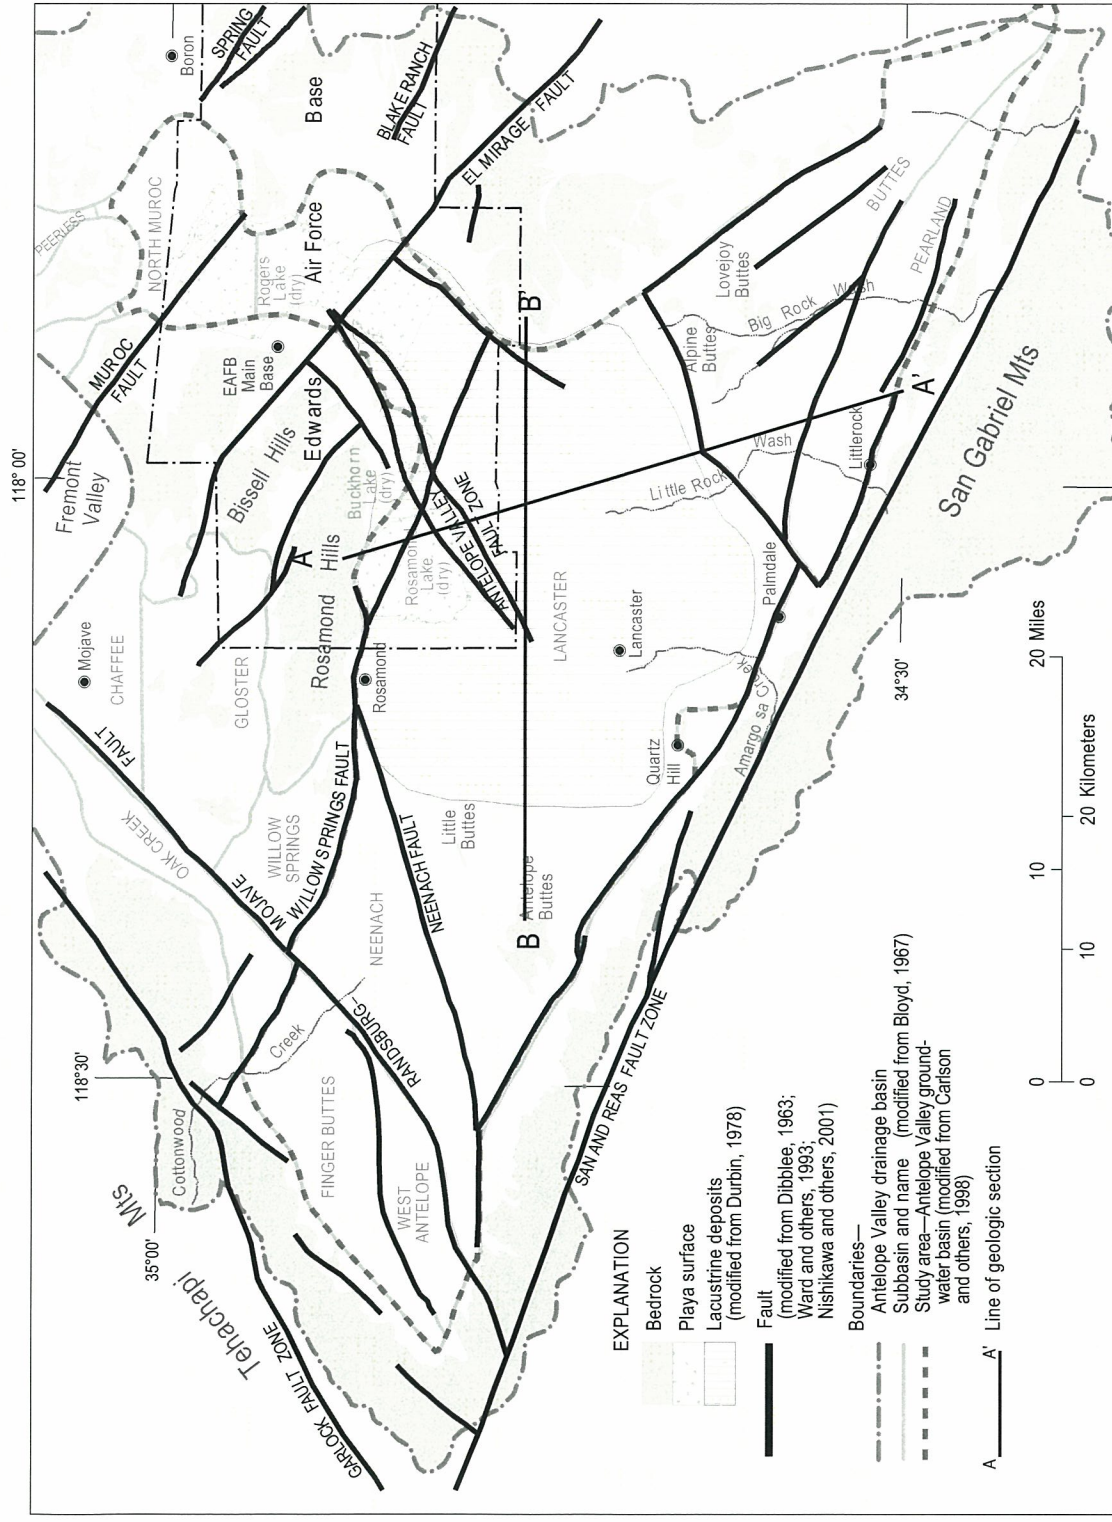 118° 00'
118°30'
35°00'
34°30'
Tehachapi
Mts
Cottonwood
Creek
GARLOCK FAULT ZONE
FINGER BUTTES
WEST
ANTELOPE
OAK CREEK
MOJAVE
FAULT
RANDSBURG–
WILLOW SPRINGS FAULT
WILLOW
SPRINGS
NEENACH
NEENACH FAULT
Mojave
CHAFFEE
GLOSTER
Fremont
Valley
MUROC
FAULT
NORTH MUROC
PEERLESS
Boron
SPRING
FAULT
BLAKE RANCH
FAULT
EL MIRAGE FAULT
Edwards
Air Force
Base
EAFB
Main
Base
Rogers
Lake
(dry)
Bissell Hills
Buckhorn
Lake
(dry)
Rosamond
Hills
A
Rosamond
Rosamon
Lake
(dry)
ANTELOPE VALLEY
FAUL ZONE
B
B'
Antelope
Buttes
Little
Buttes
LANCASTER
Lancaster
Quartz
Hill
Palmdale
Amargo sa Creek
Little Rock
Wash
Littlerock
A'
Alpine
Buttes
Big Rock Wash
Lovejoy
Buttes
BUTTES
PEARLAND
San Gabriel Mts
SAN AND REAS FAULT ZONE
0 10 20 Miles
0 10 20 Kilometers
EXPLANATION
Bedrock
Playa surface
Lacustrine deposits
(modified from Durbin, 1978)
Fault
(modified from Dibblee, 1963;
Ward and others, 1993;
Nishikawa and others, 2001)
Boundaries—
Antelope Valley drainage basin
Subbasin and name (modified from Bloyd, 1967)
Study area—Antelope Valley ground-
water basin (modified from Carlson
and others, 1998)
A A' Line of geologic section